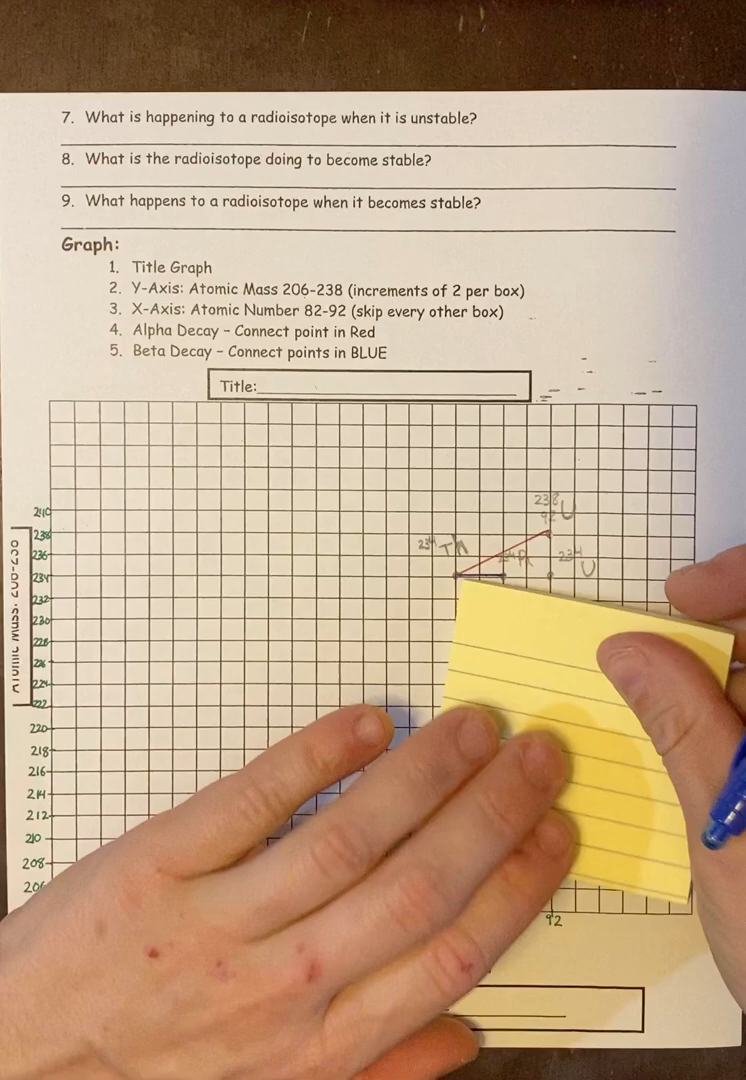 7. What is happening to a radioisotope when it is unstable?
8. What is the radioisotope doing to become stable?
9. What happens to a radioisotope when it becomes stable?
Graph:
1. Title Graph
2. Y-Axis: Atomic Mass 206-238 (increments of 2 per box)
3. X-Axis: Atomic Number 82-92 (skip every other box)
4. Alpha Decay - Connect point in Red
5. Beta Decay - Connect points in BLUE
Title:
240
238
236
234
232
230
228
226
224
222
220
218
216
214
212
210
208
206
238
92 U
234 Th
234 Pa
234 U
92